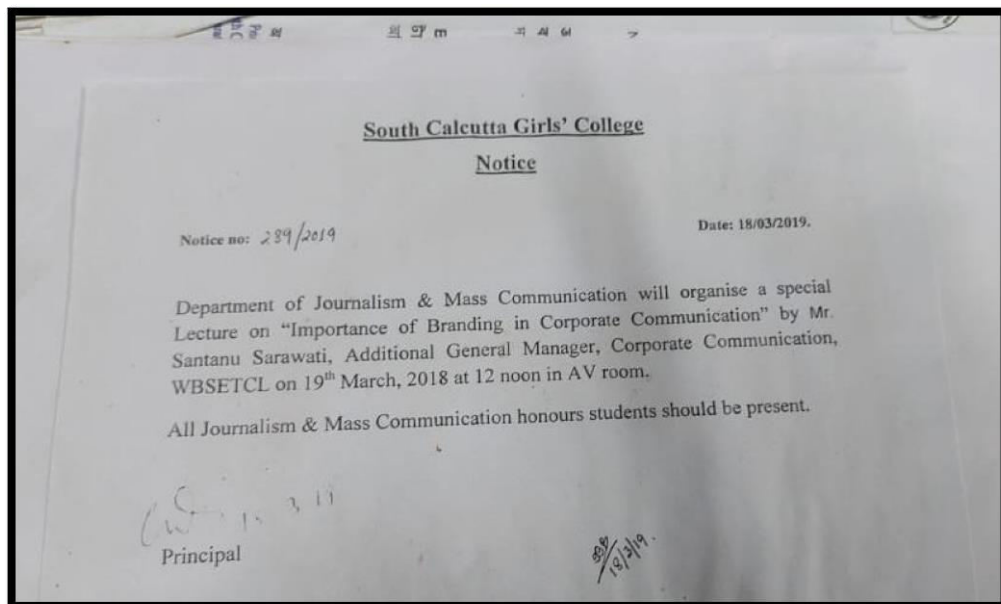 South Calcutta Girls' College
Notice
Notice no: 289/2019
Date: 18/03/2019.
Department of Journalism & Mass Communication will organise a special
Lecture on "Importance of Branding in Corporate Communication" by Mr.
Santanu Sarawati, Additional General Manager, Corporate Communication,
WBSETCL on 19th March, 2018 at 12 noon in AV room.
All Journalism & Mass Communication honours students should be present.
Principal
18/3/19.